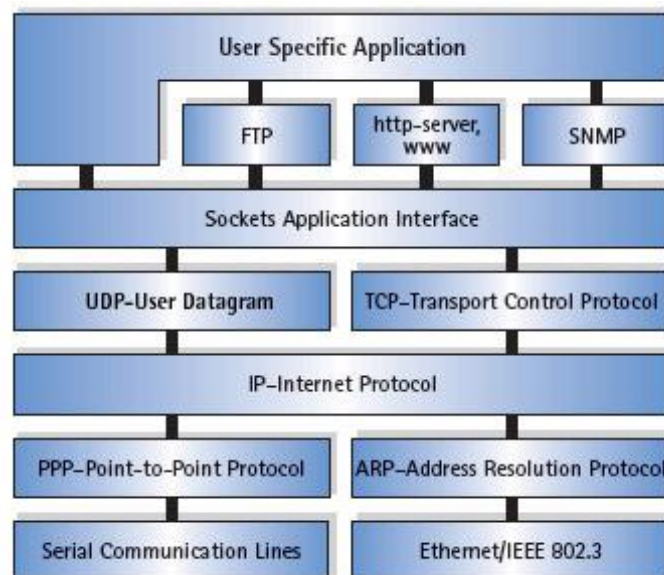 User Specific Application
FTP
http-server,
www
SNMP
Sockets Application Interface
UDP-User Datagram
TCP-Transport Control Protocol
IP-Internet Protocol
PPP-Point-to-Point Protocol
ARP-Address Resolution Protocol
Serial Communication Lines
Ethernet/IEEE 802.3